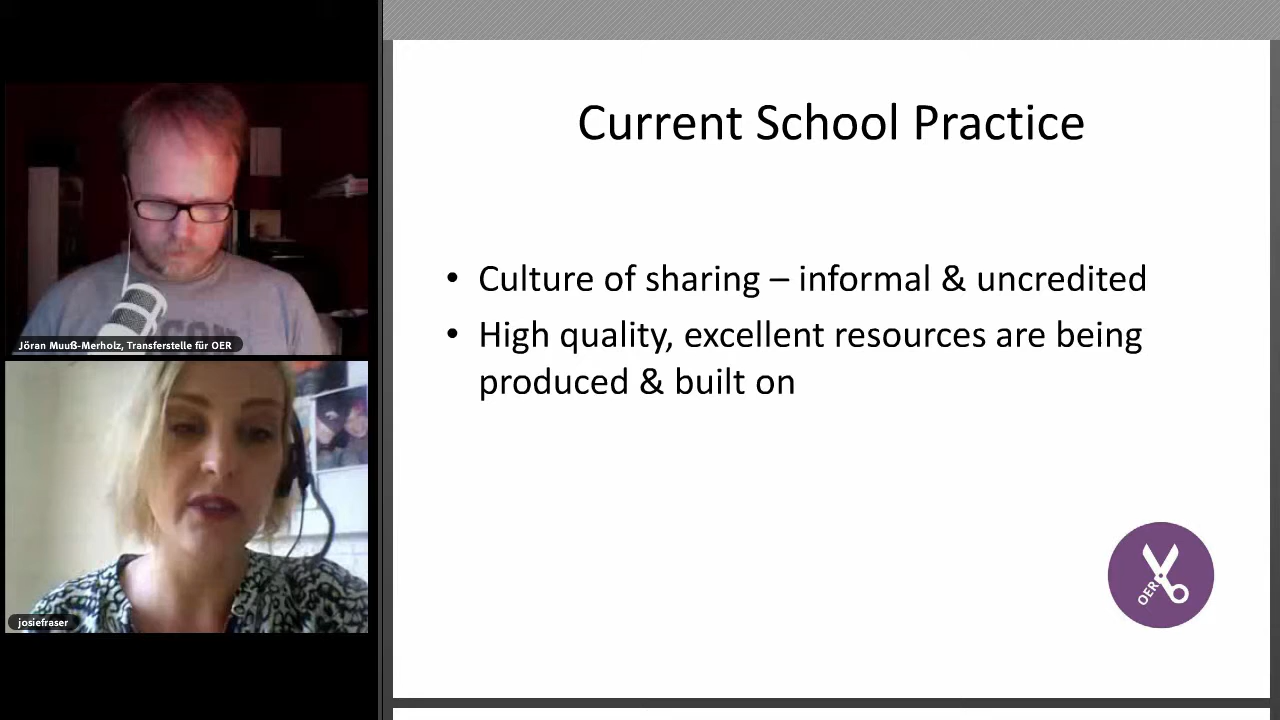 Jöran Muuß-Merholz, Transferstelle für OER
josiefraser
Current School Practice
• Culture of sharing – informal & uncredited
• High quality, excellent resources are being
produced & built on
OER